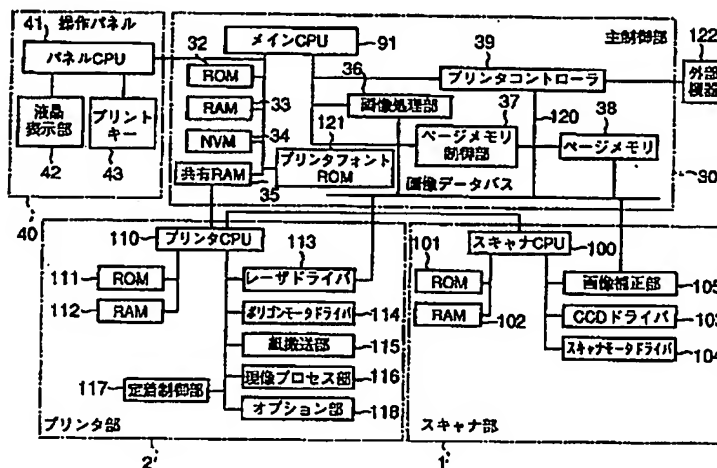 41
操作パネル
パネルCPU
液晶
表示部
プリント
キー
42
43
40
主制御部
メインCPU
91
32
ROM
RAM
33
NVM
34
共有RAM
35
121
プリンタフォント
ROM
36
画像処理部
39
プリンタコントローラ
120
37
ページメモリ
制御部
38
ページメモリ
画像データバス
30
122
外部
機器
110
プリンタCPU
111
ROM
112
RAM
113
レーザドライバ
ポリゴンモータドライバ
114
組搬送部
115
現像プロセス部
116
117
定着制御部
オプション部
118
プリンタ部
2
スキャナCPU
100
101
ROM
RAM
102
画像補正部
105
CCDドライバ
103
スキャナモータドライバ
104
スキャナ部
1